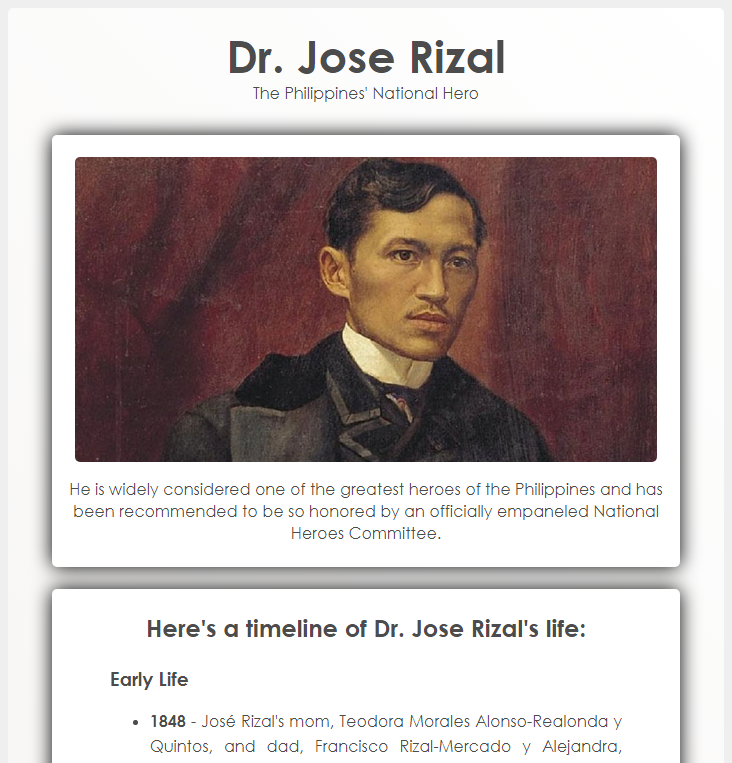 Dr. Jose Rizal
The Philippines' National Hero
He is widely considered one of the greatest heroes of the Philippines and has
been recommended to be so honored by an officially empaneled National
Heroes Committee.
Here's a timeline of Dr. Jose Rizal's life:
Early Life
• 1848 - José Rizal's mom, Teodora Morales Alonso-Realonda y
Quintos, and dad, Francisco Rizal-Mercado y Alejandra,